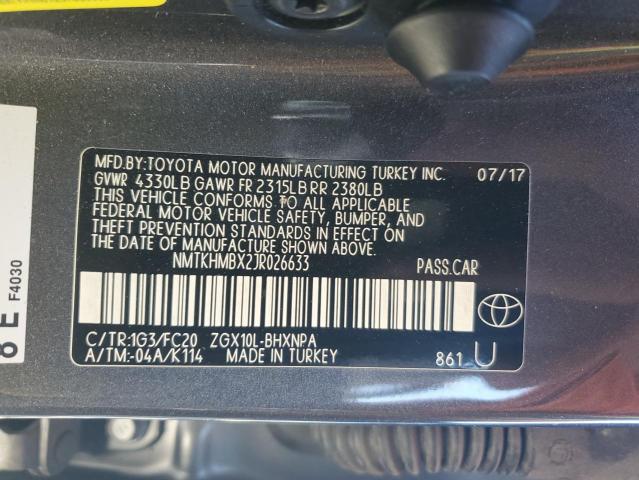 MFD.BY:TOYOTA MOTOR MANUFACTURING TURKEY INC. 07/17
GVWR 4330LB GAWR FR 2315LB RR 2380LB
THIS VEHICLE CONFORMS TO ALL APPLICABLE
FEDERAL MOTOR VEHICLE SAFETY, BUMPER, AND
THEFT PREVENTION STANDARDS IN EFFECT ON
THE DATE OF MANUFACTURE SHOWN ABOVE.
NMTKHMBX2JR026633 PASS.CAR
C/TR:1G3/FC20 ZGX10L-BHXNPA
A/TM:-04A/K114 MADE IN TURKEY 861 U
8 E F4030